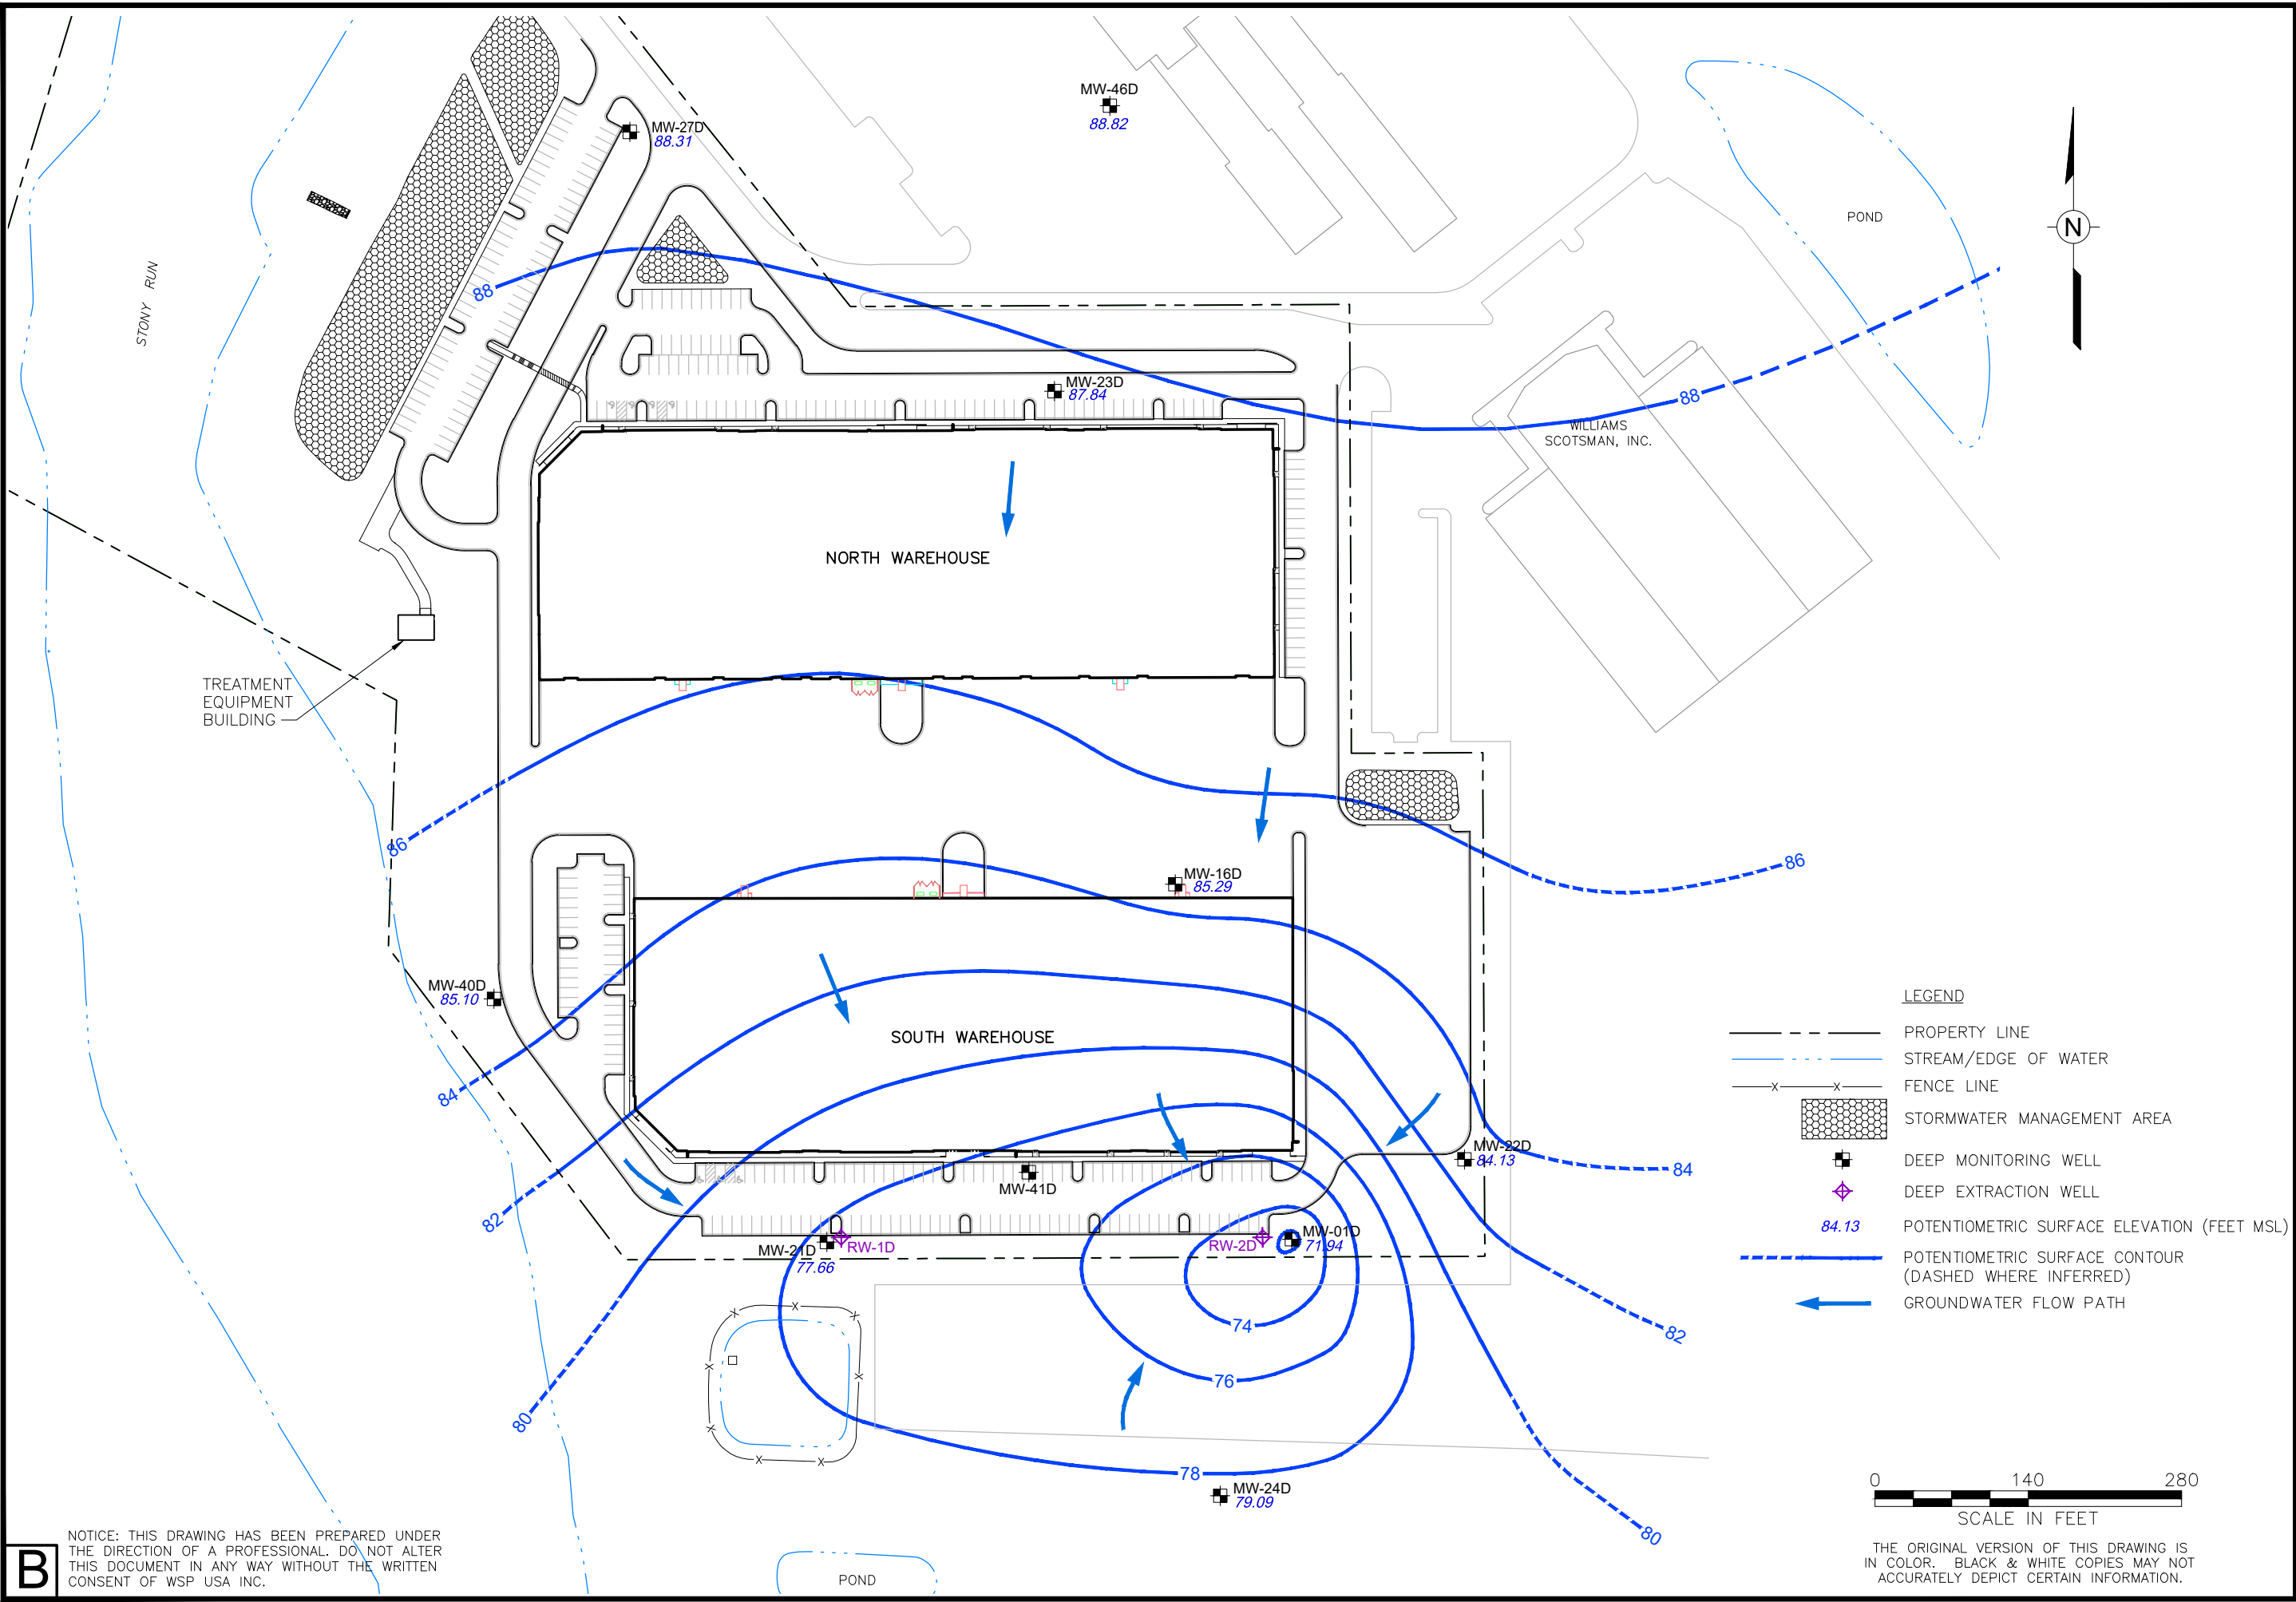 MW-46D
88.82
MW-27D
88.31
POND
N
STONY RUN
88
MW-23D
87.84
88
WILLIAMS
SCOTSMAN, INC.
NORTH WAREHOUSE
TREATMENT
EQUIPMENT
BUILDING
86
86
MW-16D
85.29
MW-40D
85.10
SOUTH WAREHOUSE
84
MW-22D
84.13
84
MW-41D
82
MW-21D
77.66
RW-1D
RW-2D
MW-01D
71.94
74
82
76
80
78
MW-24D
79.09
80
POND
LEGEND
PROPERTY LINE
STREAM/EDGE OF WATER
X X
FENCE LINE
STORMWATER MANAGEMENT AREA
DEEP MONITORING WELL
DEEP EXTRACTION WELL
84.13
POTENTIOMETRIC SURFACE ELEVATION (FEET MSL)
POTENTIOMETRIC SURFACE CONTOUR
(DASHED WHERE INFERRED)
GROUNDWATER FLOW PATH
0 140 280
SCALE IN FEET
THE ORIGINAL VERSION OF THIS DRAWING IS
IN COLOR. BLACK & WHITE COPIES MAY NOT
ACCURATELY DEPICT CERTAIN INFORMATION.
B
NOTICE: THIS DRAWING HAS BEEN PREPARED UNDER
THE DIRECTION OF A PROFESSIONAL. DO NOT ALTER
THIS DOCUMENT IN ANY WAY WITHOUT THE WRITTEN
CONSENT OF WSP USA INC.